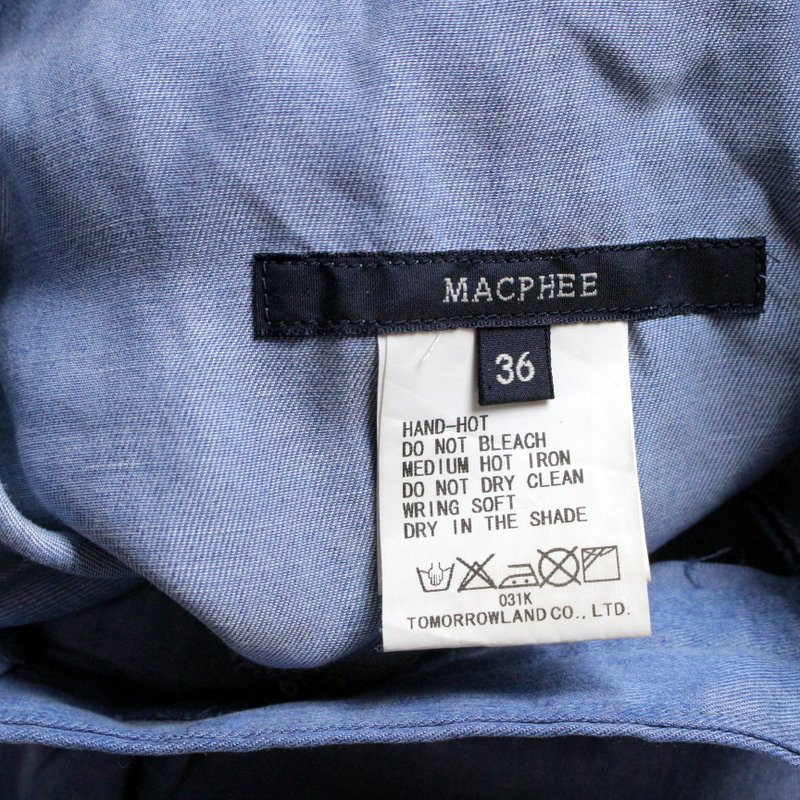 MACPHEE
36
HAND-HOT
DO NOT BLEACH
MEDIUM HOT IRON
DO NOT DRY CLEAN
WRING SOFT
DRY IN THE SHADE
031K
TOMORROWLAND CO., LTD.